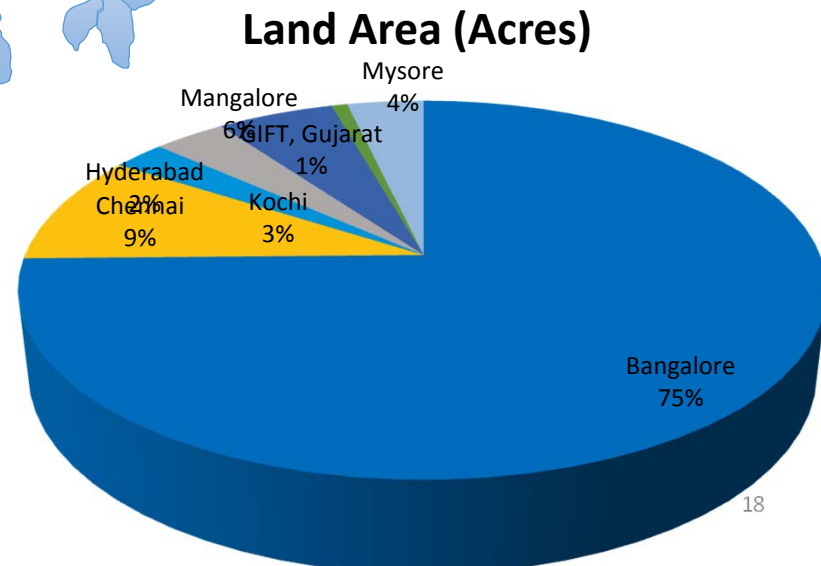 Land Area (Acres)
Mysore
4%
Mangalore
6%
GIFT, Gujarat
1%
Hyderabad
2%
Chennai
9%
Kochi
3%
Bangalore
75%
18